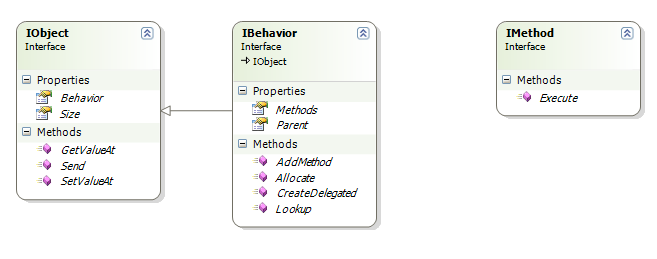 IObject
Interface
Properties
Behavior
Size
Methods
GetValueAt
Send
SetValueAt
IBehavior
Interface
IObject
Properties
Methods
Parent
Methods
AddMethod
Allocate
CreateDelegated
Lookup
IMethod
Interface
Methods
Execute